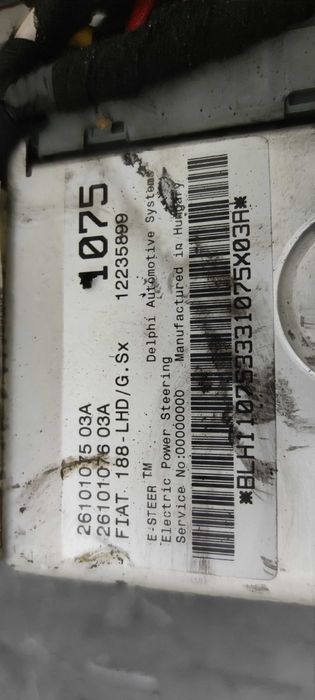 26101075 03A
26101076 03A
1075
FIAT. 188-LHD/G.Sx 12235899
E-STEER TM Delphi Automotive Systems
Electric Power Steering
Service No:00000000 Manufactured in Hungary
*BLHI10753331075X03A*